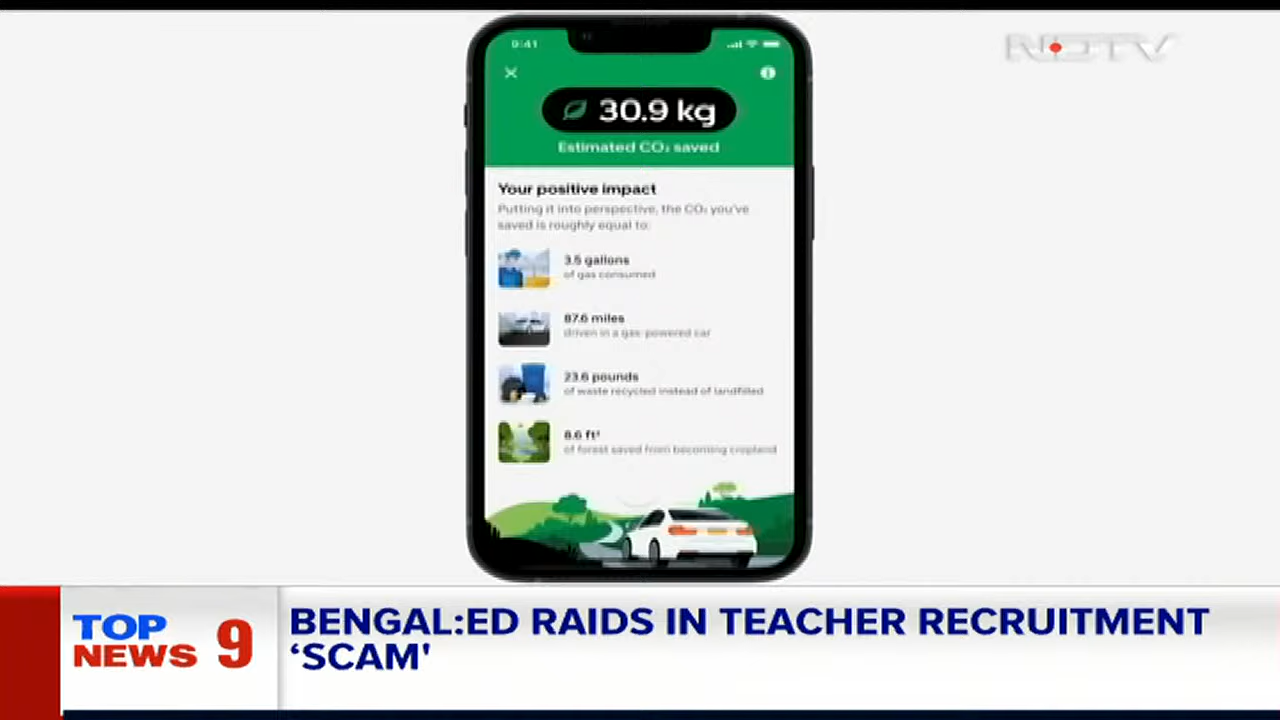 NDTV
9:41
30.9 kg
Estimated CO₂ saved
Your positive impact
Putting it into perspective, the CO₂ you've
saved is roughly equal to:
3.5 gallons
of gas consumed
87.6 miles
driven in a gas-powered car
23.6 pounds
of waste recycled instead of landfilled
8.6 ft²
of forest saved from becoming cropland
TOP
NEWS 9
BENGAL:ED RAIDS IN TEACHER RECRUITMENT
‘SCAM'